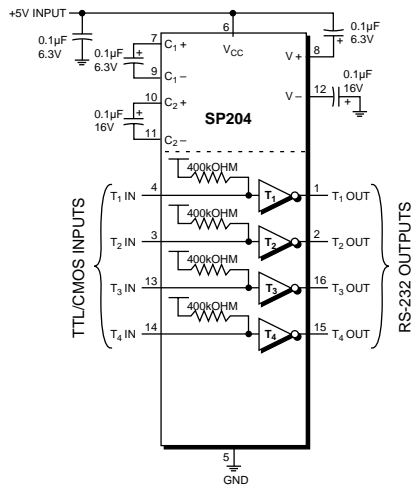 +5V INPUT
0.1µF
6.3V
0.1µF
6.3V
0.1µF
6.3V
0.1µF
16V
0.1µF
16V
7
C1 +
9
C1 –
10
C2 +
11
C2 –
6
VCC
V +
8
V –
12
SP204
400kOHM
T1 IN 4 T1 1 T1 OUT
400kOHM
T2 IN 3 T2 2 T2 OUT
400kOHM
T3 IN 13 T3 16 T3 OUT
400kOHM
T4 IN 14 T4 15 T4 OUT
TTL/CMOS INPUTS
RS-232 OUTPUTS
5
GND